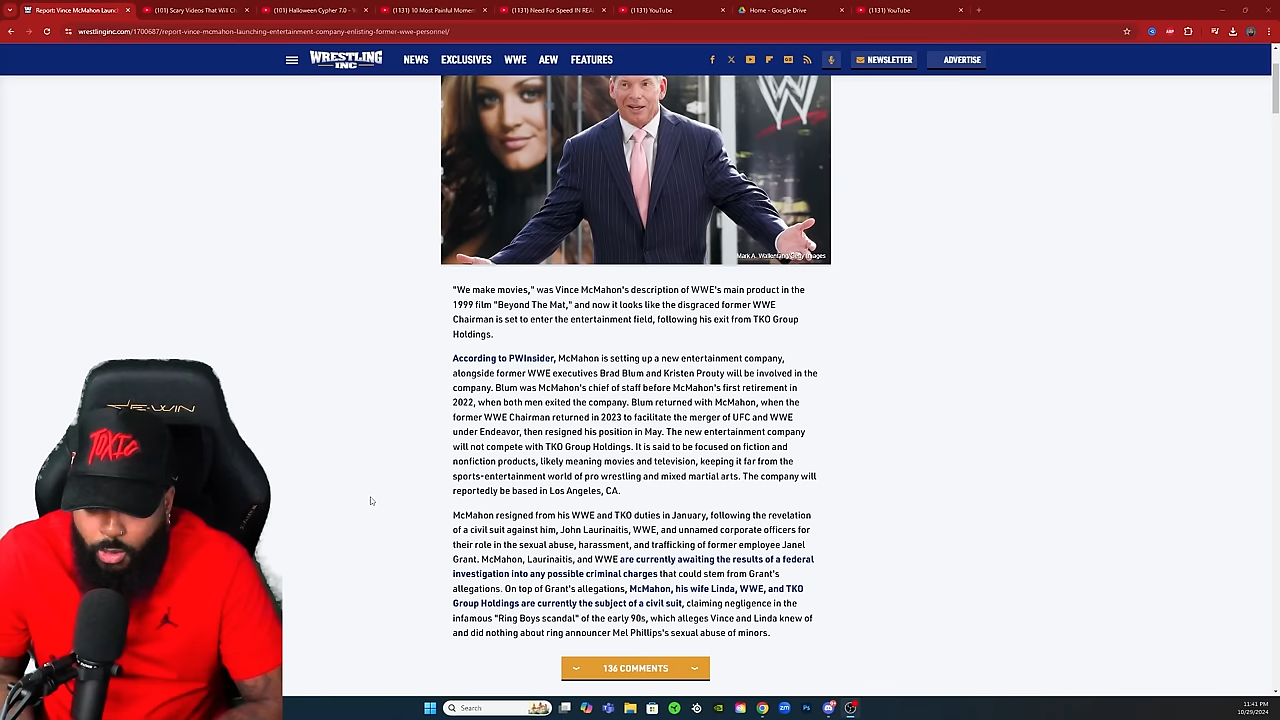 Report: Vince McMahon Launc
(101) Scary Videos That Will Ch
(101) Halloween Cypher 7.0 -
(1131) 10 Most Painful Momen
(1131) Need For Speed IN REA
(1131) YouTube
Home - Google Drive
(1131) YouTube
wrestlinginc.com/1700687/report-vince-mcmahon-launching-entertainment-company-enlisting-former-wwe-personnel/
WRESTLING INC
NEWS EXCLUSIVES WWE AEW FEATURES
NEWSLETTER
ADVERTISE
Mark A. Wallenfang/Getty Images
"We make movies," was Vince McMahon's description of WWE's main product in the
1999 film "Beyond The Mat," and now it looks like the disgraced former WWE
Chairman is set to enter the entertainment field, following his exit from TKO Group
Holdings.
According to PWInsider, McMahon is setting up a new entertainment company,
alongside former WWE executives Brad Blum and Kristen Prouty will be involved in the
company. Blum was McMahon's chief of staff before McMahon's first retirement in
2022, when both men exited the company. Blum returned with McMahon, when the
former WWE Chairman returned in 2023 to facilitate the merger of UFC and WWE
under Endeavor, then resigned his position in May. The new entertainment company
will not compete with TKO Group Holdings. It is said to be focused on fiction and
nonfiction products, likely meaning movies and television, keeping it far from the
sports-entertainment world of pro wrestling and mixed martial arts. The company will
reportedly be based in Los Angeles, CA.
McMahon resigned from his WWE and TKO duties in January, following the revelation
of a civil suit against him, John Laurinaitis, WWE, and unnamed corporate officers for
their role in the sexual abuse, harassment, and trafficking of former employee Janel
Grant. McMahon, Laurinaitis, and WWE are currently awaiting the results of a federal
investigation into any possible criminal charges that could stem from Grant's
allegations. On top of Grant's allegations, McMahon, his wife Linda, WWE, and TKO
Group Holdings are currently the subject of a civil suit, claiming negligence in the
infamous "Ring Boys scandal" of the early 90s, which alleges Vince and Linda knew of
and did nothing about ring announcer Mel Phillips's sexual abuse of minors.
136 COMMENTS
TOXIC
Search
11:41 PM
10/29/2024